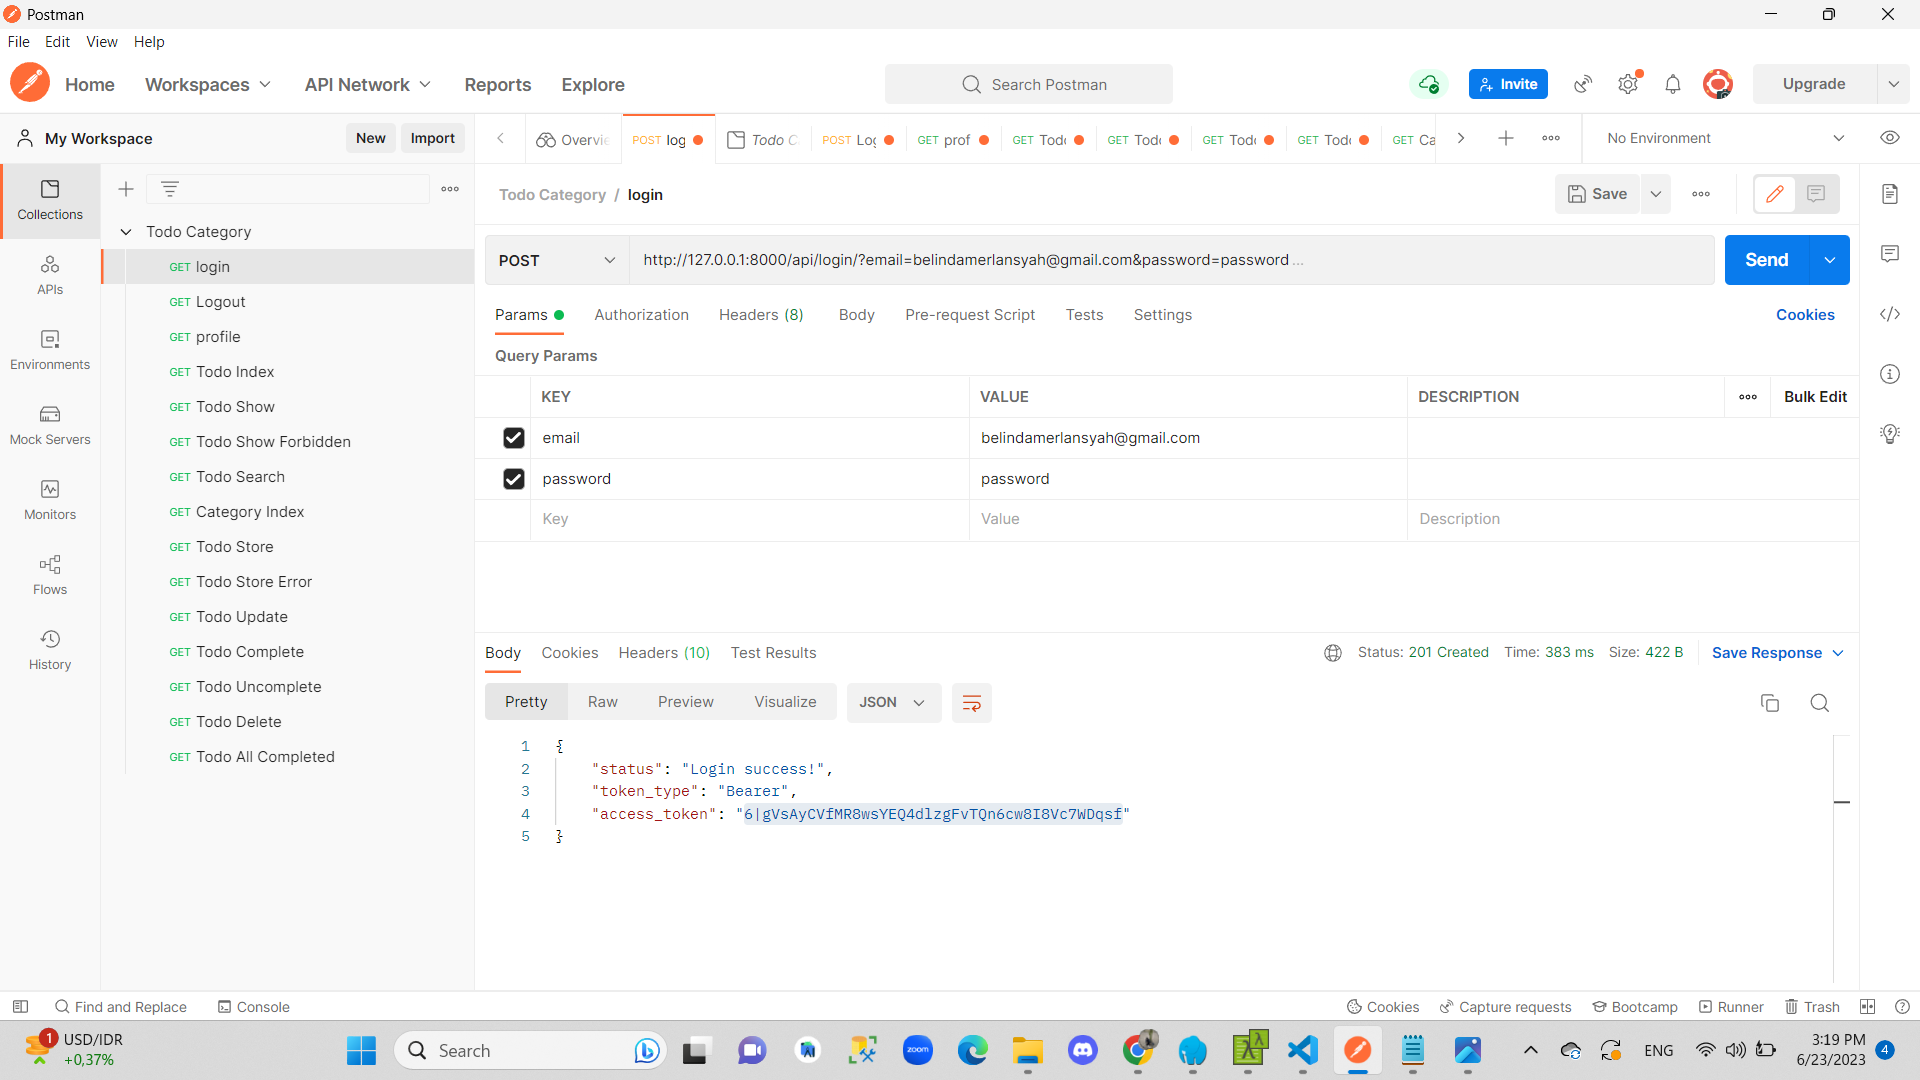 Postman
File Edit View Help
Home Workspaces API Network Reports Explore Search Postman Invite Upgrade
My Workspace New Import Overvie POST log Todo C POST Log GET prof GET Todo GET Todo GET Todo GET Todo GET Ca No Environment
Collections
APIs
Environments
Mock Servers
Monitors
Flows
History
Todo Category
GET login
GET Logout
GET profile
GET Todo Index
GET Todo Show
GET Todo Show Forbidden
GET Todo Search
GET Category Index
GET Todo Store
GET Todo Store Error
GET Todo Update
GET Todo Complete
GET Todo Uncomplete
GET Todo Delete
GET Todo All Completed
Todo Category / login Save
POST http://127.0.0.1:8000/api/login/?email=belindamerlansyah@gmail.com&password=password ... Send
Params Authorization Headers (8) Body Pre-request Script Tests Settings Cookies
Query Params
KEY VALUE DESCRIPTION Bulk Edit
email belindamerlansyah@gmail.com
password password
Key Value Description
Body Cookies Headers (10) Test Results Status: 201 Created Time: 383 ms Size: 422 B Save Response
Pretty Raw Preview Visualize JSON
1 {
2 "status": "Login success!",
3 "token_type": "Bearer",
4 "access_token": "6|gVsAyCVfMR8wsYEQ4dlzgFvTQn6cw8I8Vc7WDqsf"
5 }
Find and Replace Console Cookies Capture requests Bootcamp Runner Trash
1 USD/IDR
+0,37%
Search zoom ENG
3:19 PM
6/23/2023 4